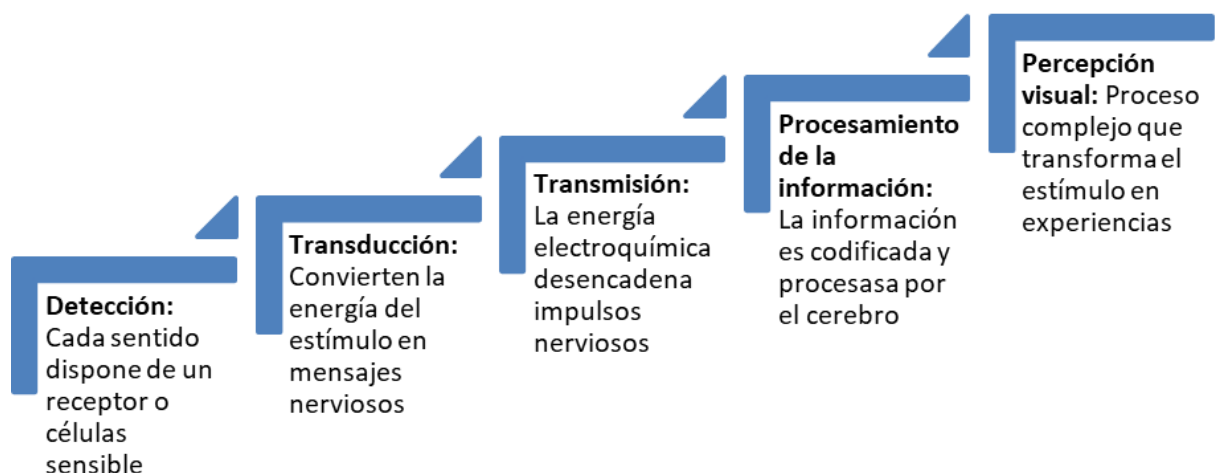 Detección:
Cada sentido
dispone de un
receptor o
células
sensible
Transducción:
Convierten la
energía del
estímulo en
mensajes
nerviosos
Transmisión:
La energía
electroquímica
desencadena
impulsos
nerviosos
Procesamiento
de la
información:
La información
es codificada y
procesasa por
el cerebro
Percepción
visual: Proceso
complejo que
transforma el
estímulo en
experiencias